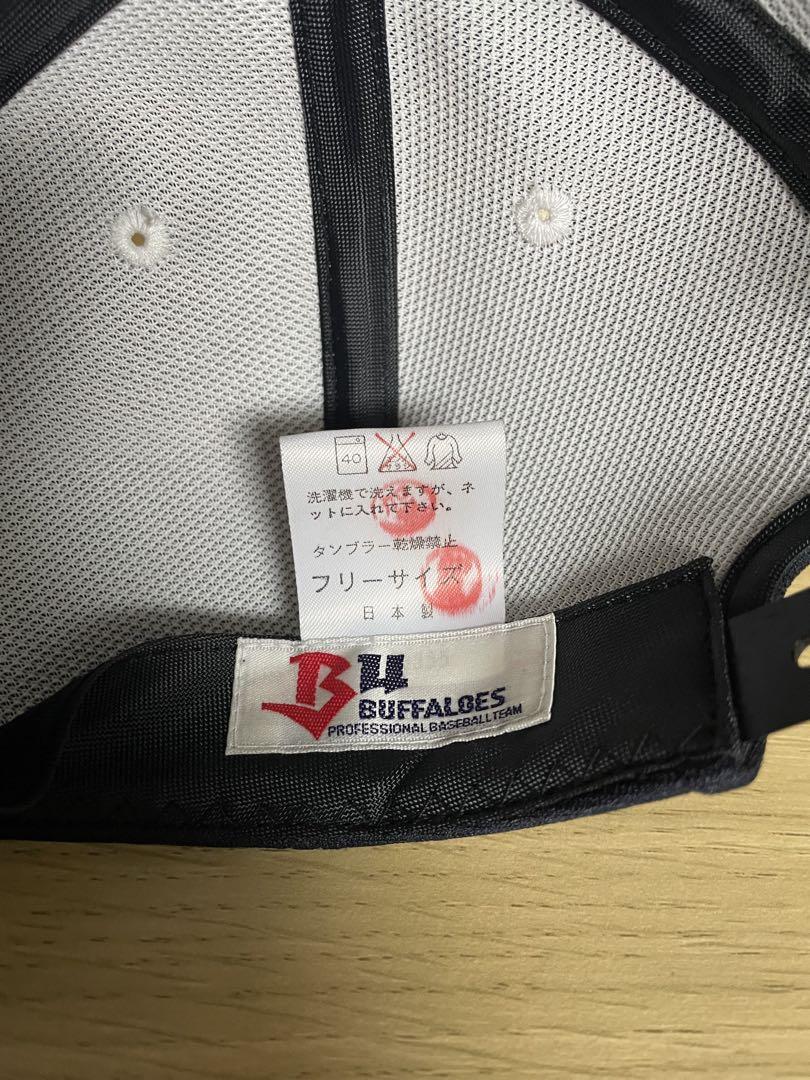 40
洗濯機で洗えますが、ネ
ットに入れて下さい。
タンブラー乾燥禁止
フリーサイズ
日本製
Bu
BUFFALOES
PROFESSIONAL BASEBALL TEAM